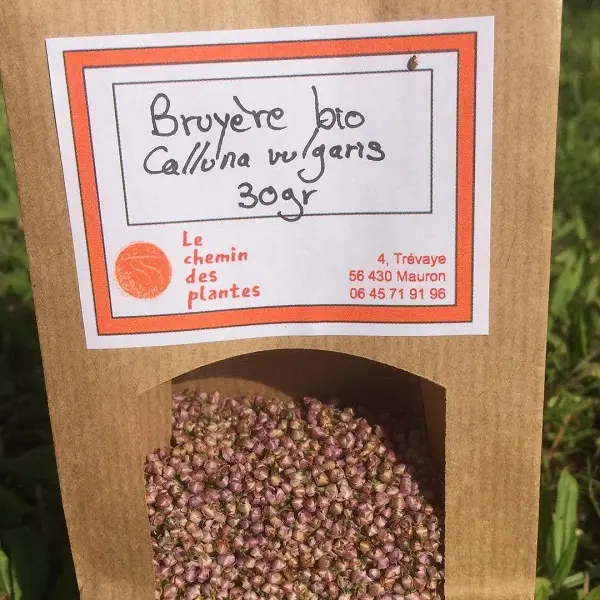 Bruyère bio
Calluna vulgaris
30gr
Le
chemin
des
plantes
4, Trévaye
56 430 Mauron
06 45 71 91 96